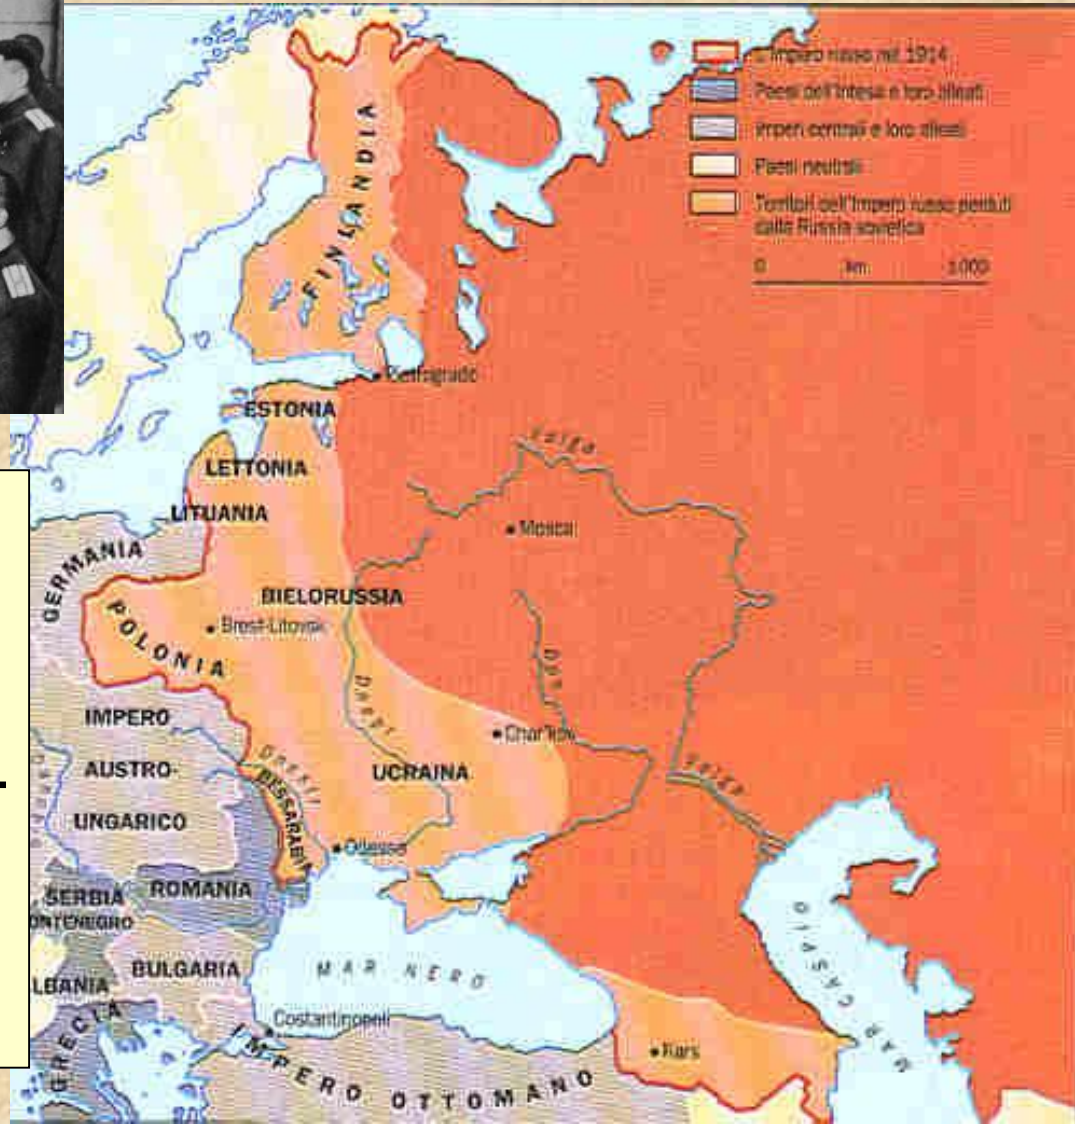 L'Impero russo nel 1914
Paesi dell'Intesa e loro alleati
Imperi centrali e loro alleati
Paesi neutrali
Territori dell'Impero russo perduti
dalla Russia sovietica
0 km 1000
FINLANDIA
Pietrogrado
ESTONIA
LETTONIA
LITUANIA
Volga
Mosca
GERMANIA
BIELORUSSIA
POLONIA
Brest-Litovsk
Dnepr
Don
IMPERO
AUSTRO-
UNGARICO
Char'kov
UCRAINA
Volga
Dnestr
BESSARABIA
Odessa
SERBIA
ROMANIA
ONTENEGRO
BULGARIA
LBANIA
MAR NERO
MAR CASPIO
GRECIA
Costantinopoli
IMPERO OTTOMANO
Kars